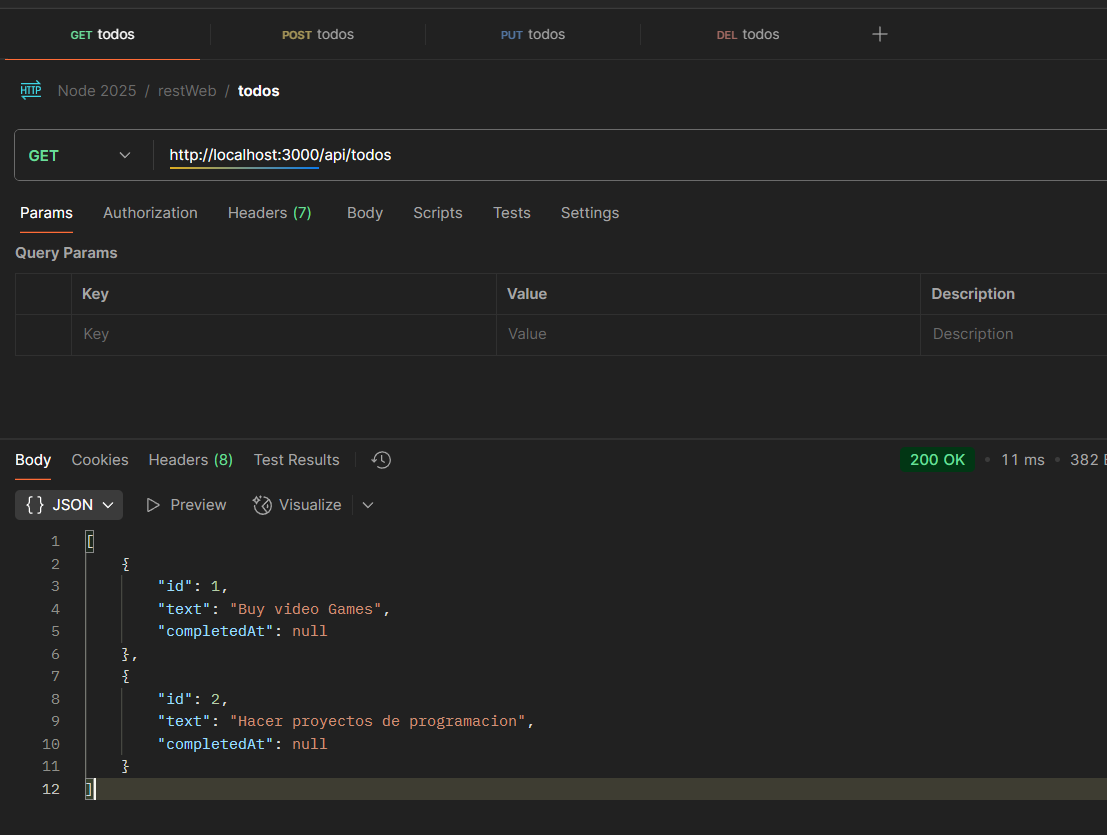 GET todos
POST todos
PUT todos
DEL todos
HTTP Node 2025 / restWeb / todos
GET http://localhost:3000/api/todos
Params Authorization Headers (7) Body Scripts Tests Settings
Query Params
Key Value Description
Key Value Description
Body Cookies Headers (8) Test Results 200 OK • 11 ms • 382
{} JSON Preview Visualize
1 [
2 {
3 "id": 1,
4 "text": "Buy video Games",
5 "completedAt": null
6 },
7 {
8 "id": 2,
9 "text": "Hacer proyectos de programacion",
10 "completedAt": null
11 }
12 ]